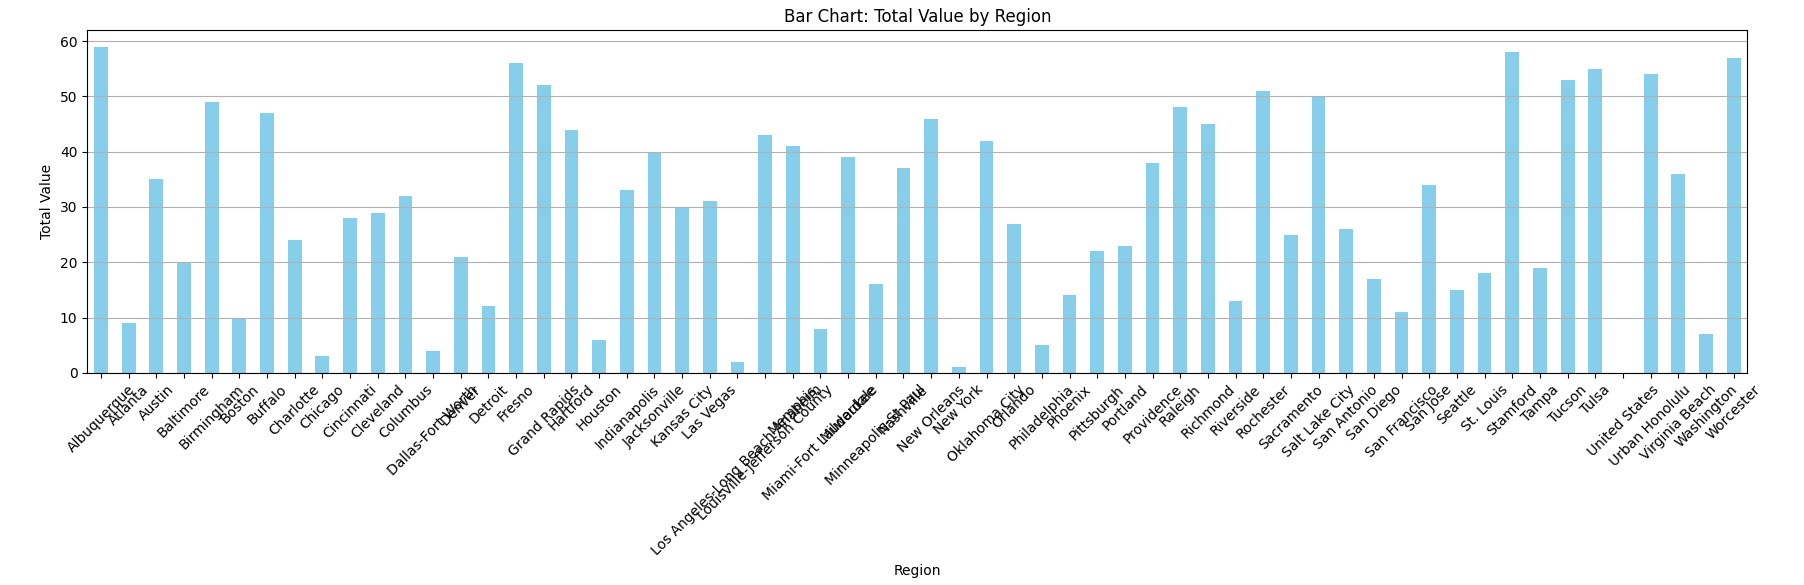 Bar Chart: Total Value by Region
Total Value
60
50
40
30
20
10
0
Albuquerque
Atlanta
Austin
Baltimore
Birmingham
Boston
Buffalo
Charlotte
Chicago
Cincinnati
Cleveland
Columbus
Dallas-Fort Worth
Denver
Detroit
Fresno
Grand Rapids
Hartford
Houston
Indianapolis
Jacksonville
Kansas City
Las Vegas
Los Angeles-Long Beach-Anaheim
Louisville-Jefferson County
Memphis
Miami-Fort Lauderdale
Milwaukee
Minneapolis-St. Paul
Nashville
New Orleans
New York
Oklahoma City
Orlando
Philadelphia
Phoenix
Pittsburgh
Portland
Providence
Raleigh
Richmond
Riverside
Rochester
Sacramento
Salt Lake City
San Antonio
San Diego
San Francisco
San Jose
Seattle
St. Louis
Stamford
Tampa
Tucson
Tulsa
United States
Urban Honolulu
Virginia Beach
Washington
Worcester
Region